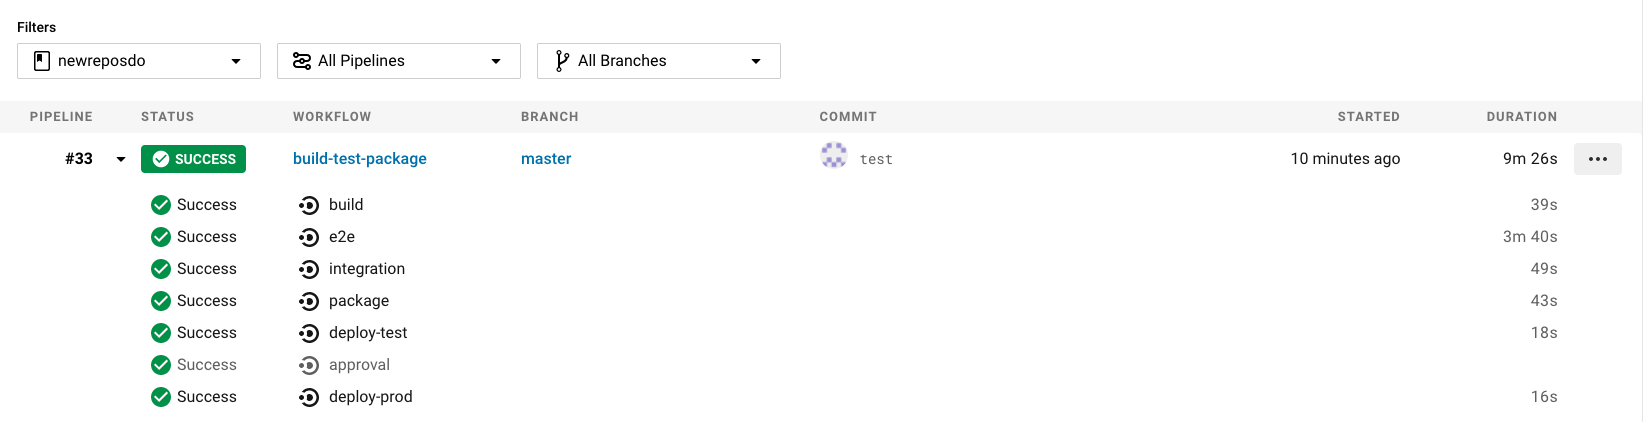 Filters
newreposdo All Pipelines All Branches
PIPELINE STATUS WORKFLOW BRANCH COMMIT STARTED DURATION
#33 SUCCESS build-test-package master test 10 minutes ago 9m 26s
Success build 39s
Success e2e 3m 40s
Success integration 49s
Success package 43s
Success deploy-test 18s
Success approval
Success deploy-prod 16s